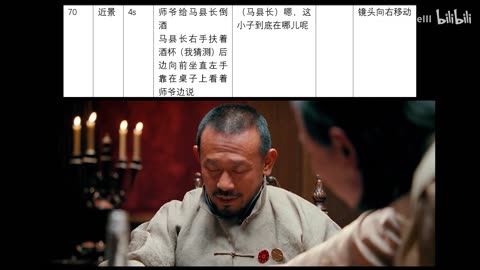 elll bilibili
70 近景 4s 师爷给马县长倒 （马县长）嗯，这 镜头向右移动
酒 小子到底在哪儿呢
马县长右手扶着
酒杯（我猜测）后
边向前坐直左手
靠在桌子上看着
师爷边说